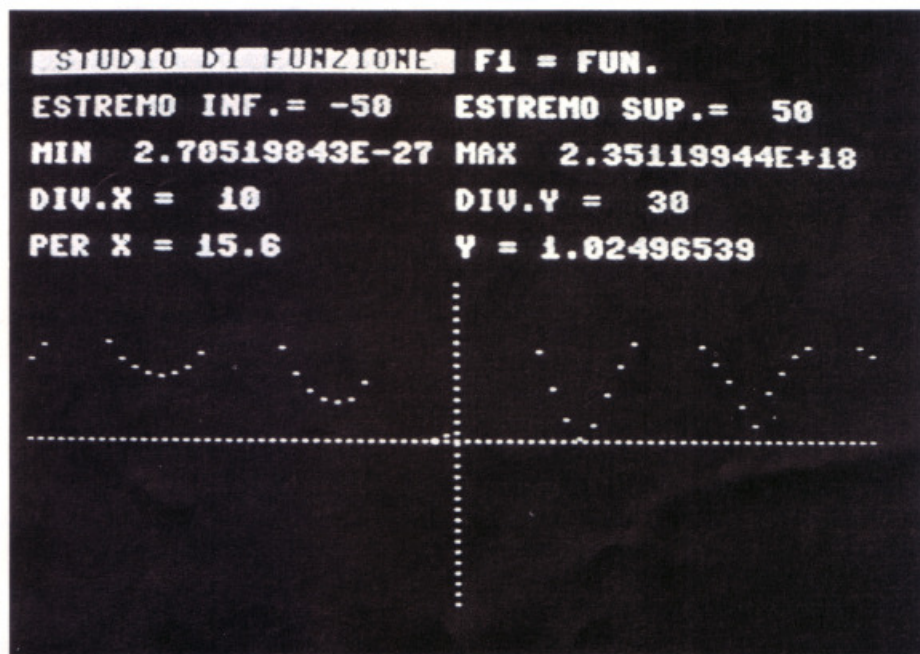 STUDIO DI FUNZIONE F1 = FUN.
ESTREMO INF.= -50 ESTREMO SUP.= 50
MIN 2.70519843E-27 MAX 2.35119944E+18
DIV.X = 10 DIV.Y = 30
PER X = 15.6 Y = 1.02496539